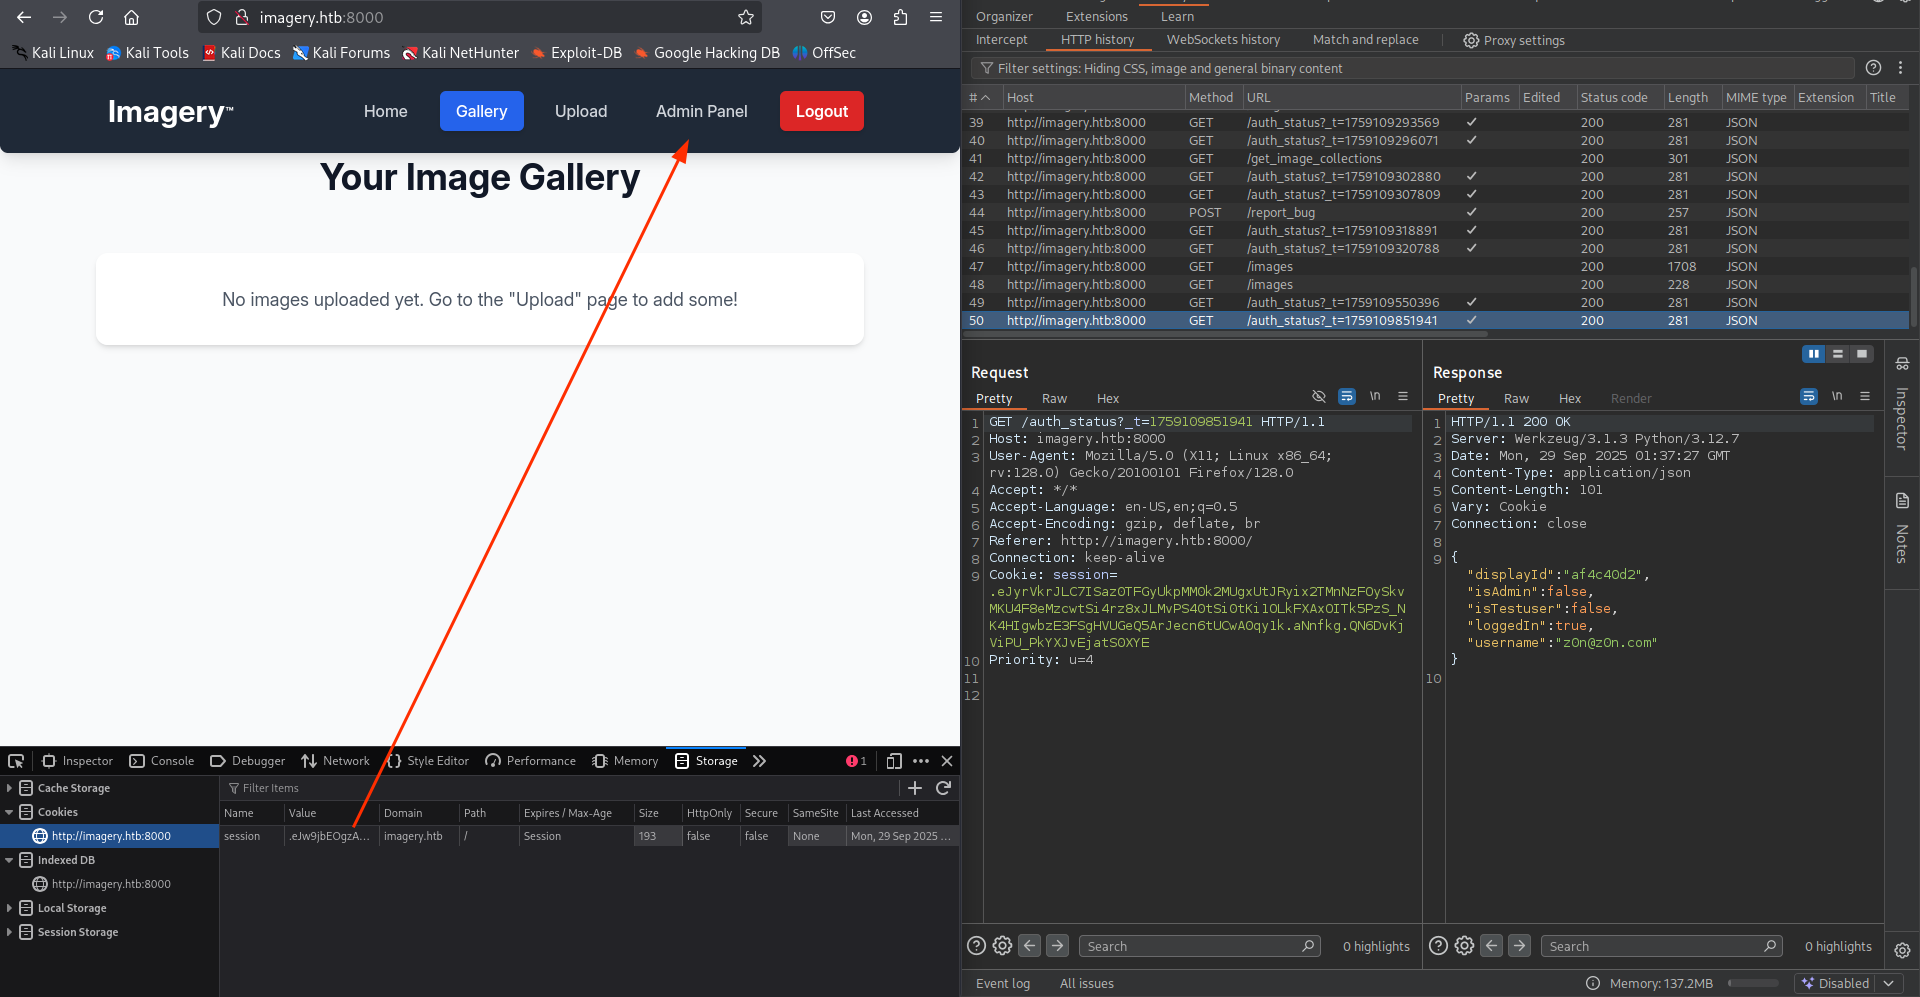 imagery.htb:8000
Kali Linux Kali Tools Kali Docs Kali Forums Kali NetHunter Exploit-DB Google Hacking DB OffSec
Imagery™ Home Gallery Upload Admin Panel Logout
Your Image Gallery
No images uploaded yet. Go to the "Upload" page to add some!
Inspector Console Debugger Network Style Editor Performance Memory Storage 1
Cache Storage
Cookies
http://imagery.htb:8000
Indexed DB
http://imagery.htb:8000
Local Storage
Session Storage
Filter Items
Name Value Domain Path Expires / Max-Age Size HttpOnly Secure SameSite Last Accessed
session .eJw9jbEOgzA... imagery.htb / Session 193 false false None Mon, 29 Sep 2025 ...
Organizer Extensions Learn
Intercept HTTP history WebSockets history Match and replace Proxy settings
Filter settings: Hiding CSS, image and general binary content
# Host Method URL Params Edited Status code Length MIME type Extension Title
39 http://imagery.htb:8000 GET /auth_status?_t=1759109293569 ✓ 200 281 JSON
40 http://imagery.htb:8000 GET /auth_status?_t=1759109296071 ✓ 200 281 JSON
41 http://imagery.htb:8000 GET /get_image_collections 200 301 JSON
42 http://imagery.htb:8000 GET /auth_status?_t=1759109302880 ✓ 200 281 JSON
43 http://imagery.htb:8000 GET /auth_status?_t=1759109307809 ✓ 200 281 JSON
44 http://imagery.htb:8000 POST /report_bug ✓ 200 257 JSON
45 http://imagery.htb:8000 GET /auth_status?_t=1759109318891 ✓ 200 281 JSON
46 http://imagery.htb:8000 GET /auth_status?_t=1759109320788 ✓ 200 281 JSON
47 http://imagery.htb:8000 GET /images 200 1708 JSON
48 http://imagery.htb:8000 GET /images 200 228 JSON
49 http://imagery.htb:8000 GET /auth_status?_t=1759109550396 ✓ 200 281 JSON
50 http://imagery.htb:8000 GET /auth_status?_t=1759109851941 ✓ 200 281 JSON
Request
Pretty Raw Hex \n
1 GET /auth_status?_t=1759109851941 HTTP/1.1
2 Host: imagery.htb:8000
3 User-Agent: Mozilla/5.0 (X11; Linux x86_64;
rv:128.0) Gecko/20100101 Firefox/128.0
4 Accept: */*
5 Accept-Language: en-US,en;q=0.5
6 Accept-Encoding: gzip, deflate, br
7 Referer: http://imagery.htb:8000/
8 Connection: keep-alive
9 Cookie: session=
.eJyrVkrJLC7ISaz0TFGyUkpMM0k2MUgxUtJRyix2TMnNzFOySkv
MKU4F8eMzcwtSi4rz8xJLMvPS40tSi0tKi1OLkFXAxOITk5PzS_N
K4HIgwbzE3FSgHVUGeQ5ArJecn6tUCwA0qy1k.aNnfkg.QN6DvKj
ViPU_PkYXJvEjatS0XYE
10 Priority: u=4
11
12
Response
Pretty Raw Hex Render \n
1 HTTP/1.1 200 OK
2 Server: Werkzeug/3.1.3 Python/3.12.7
3 Date: Mon, 29 Sep 2025 01:37:27 GMT
4 Content-Type: application/json
5 Content-Length: 101
6 Vary: Cookie
7 Connection: close
8
9 {
"displayId":"af4c40d2",
"isAdmin":false,
"isTestuser":false,
"loggedIn":true,
"username":"z0n@z0n.com"
}
10
Inspector
Notes
Search 0 highlights
Search 0 highlights
Event log All issues Memory: 137.2MB Disabled